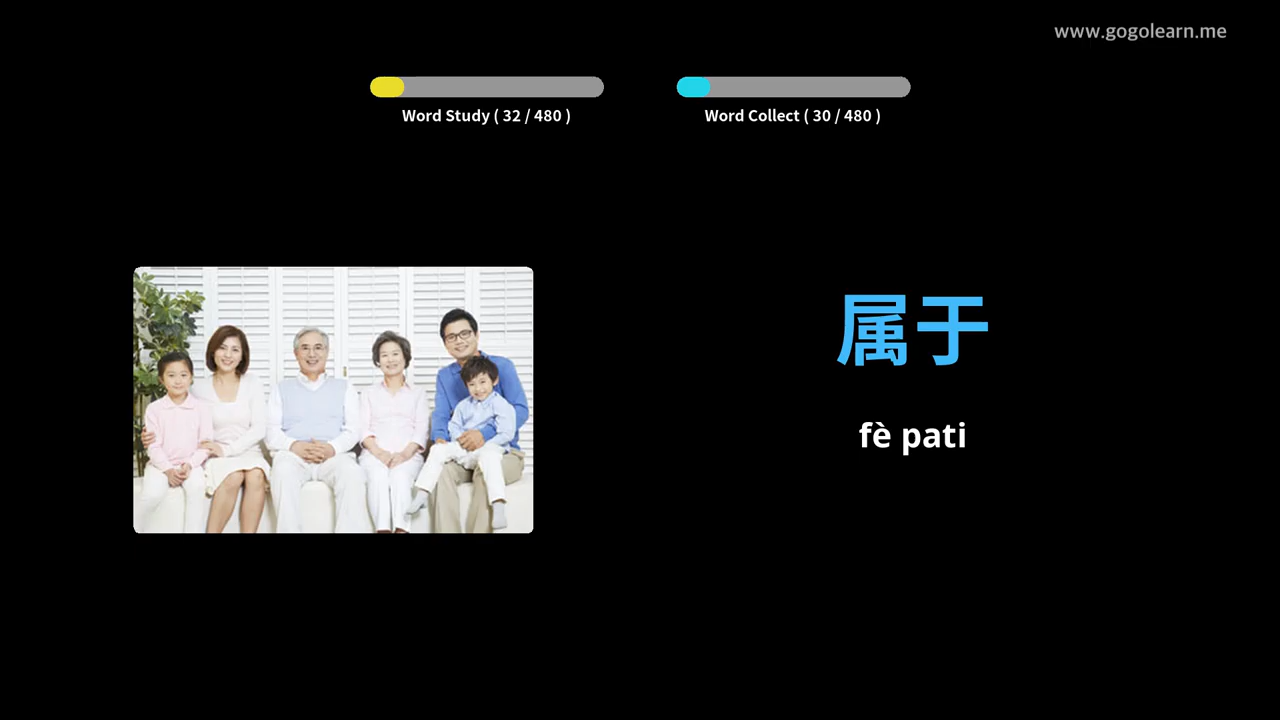 www.gogolearn.me
Word Study ( 32 / 480 )
Word Collect ( 30 / 480 )
属于
fè pati